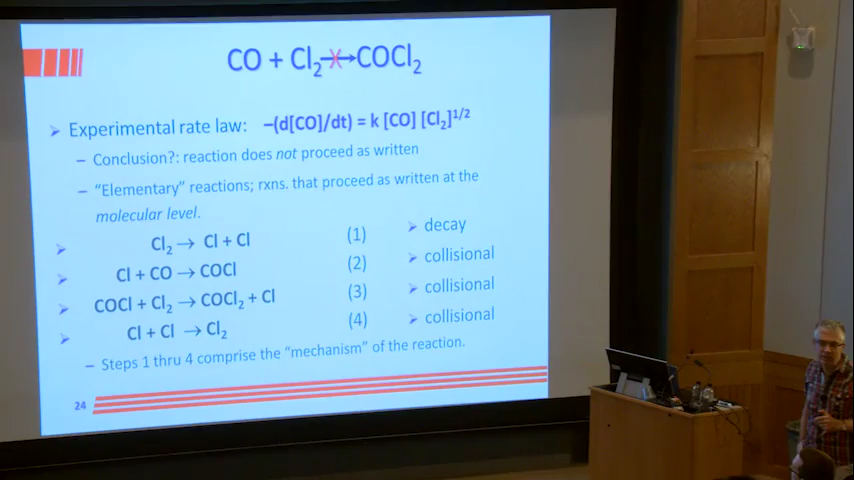 CO + Cl₂→COCl₂
➢ Experimental rate law: −(d[CO]/dt) = k [CO] [Cl₂]¹/²
– Conclusion?: reaction does not proceed as written
– "Elementary" reactions; rxns. that proceed as written at the
molecular level.
➢ Cl₂ → Cl + Cl (1) ➢ decay
➢ Cl + CO → COCl (2) ➢ collisional
➢ COCl + Cl₂ → COCl₂ + Cl (3) ➢ collisional
➢ Cl + Cl → Cl₂ (4) ➢ collisional
– Steps 1 thru 4 comprise the "mechanism" of the reaction.
24